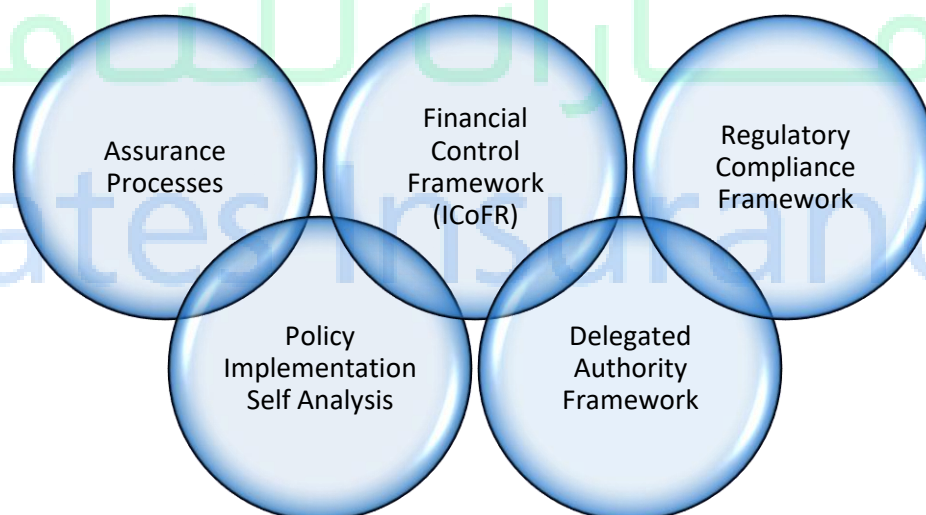 Assurance
Processes
Financial
Control
Framework
(ICoFR)
Regulatory
Compliance
Framework
Policy
Implementation
Self Analysis
Delegated
Authority
Framework